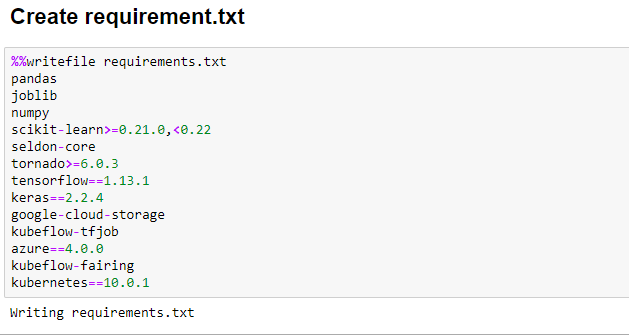 Create requirement.txt
%%writefile requirements.txt
pandas
joblib
numpy
scikit-learn>=0.21.0,<0.22
seldon-core
tornado>=6.0.3
tensorflow==1.13.1
keras==2.2.4
google-cloud-storage
kubeflow-tfjob
azure==4.0.0
kubeflow-fairing
kubernetes==10.0.1
Writing requirements.txt